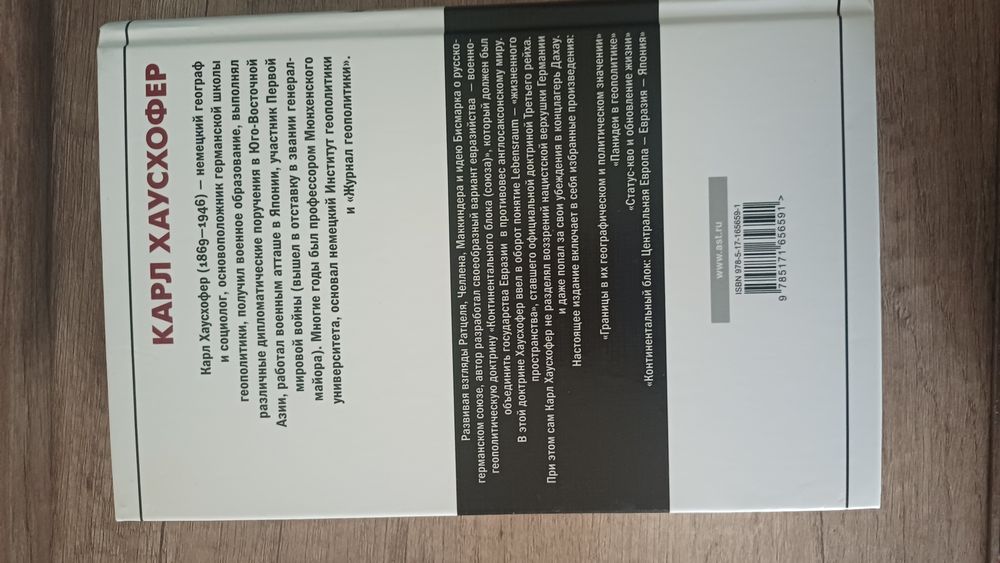 КАРЛ ХАУСХОФЕР
Карл Хаусхофер (1869—1946) — немецкий географ
и социолог, основоположник германской школы
геополитики, получил военное образование, выполнял
различные дипломатические поручения в Юго-Восточной
Азии, работал военным атташе в Японии, участник Первой
мировой войны (вышел в отставку в звании генерал-
майора). Многие годы был профессором Мюнхенского
университета, основал немецкий Институт геополитики
и «Журнал геополитики».
Развивая взгляды Ратцеля, Челлена, Маккиндера и идею Бисмарка о русско-
германском союзе, автор разработал своеобразный вариант евразийства — военно-
геополитическую доктрину «Континентального блока (союза)», который должен был
объединить государства Евразии в противовес англосаксонскому миру.
В этой доктрине Хаусхофер ввел в оборот понятие Lebensraum — «жизненного
пространства», ставшего официальной доктриной Третьего рейха.
При этом сам Карл Хаусхофер не разделял воззрений нацистской верхушки Германии
и даже попал за свои убеждения в концлагерь Дахау.
Настоящее издание включает в себя избранные произведения:
«Границы в их географическом и политическом значении»
«Панидеи в геополитике»
«Статус-кво и обновление жизни»
«Континентальный блок: Центральная Европа — Евразия — Япония»
www.ast.ru
ISBN 978-5-17-165659-1
9 785171 656591 >